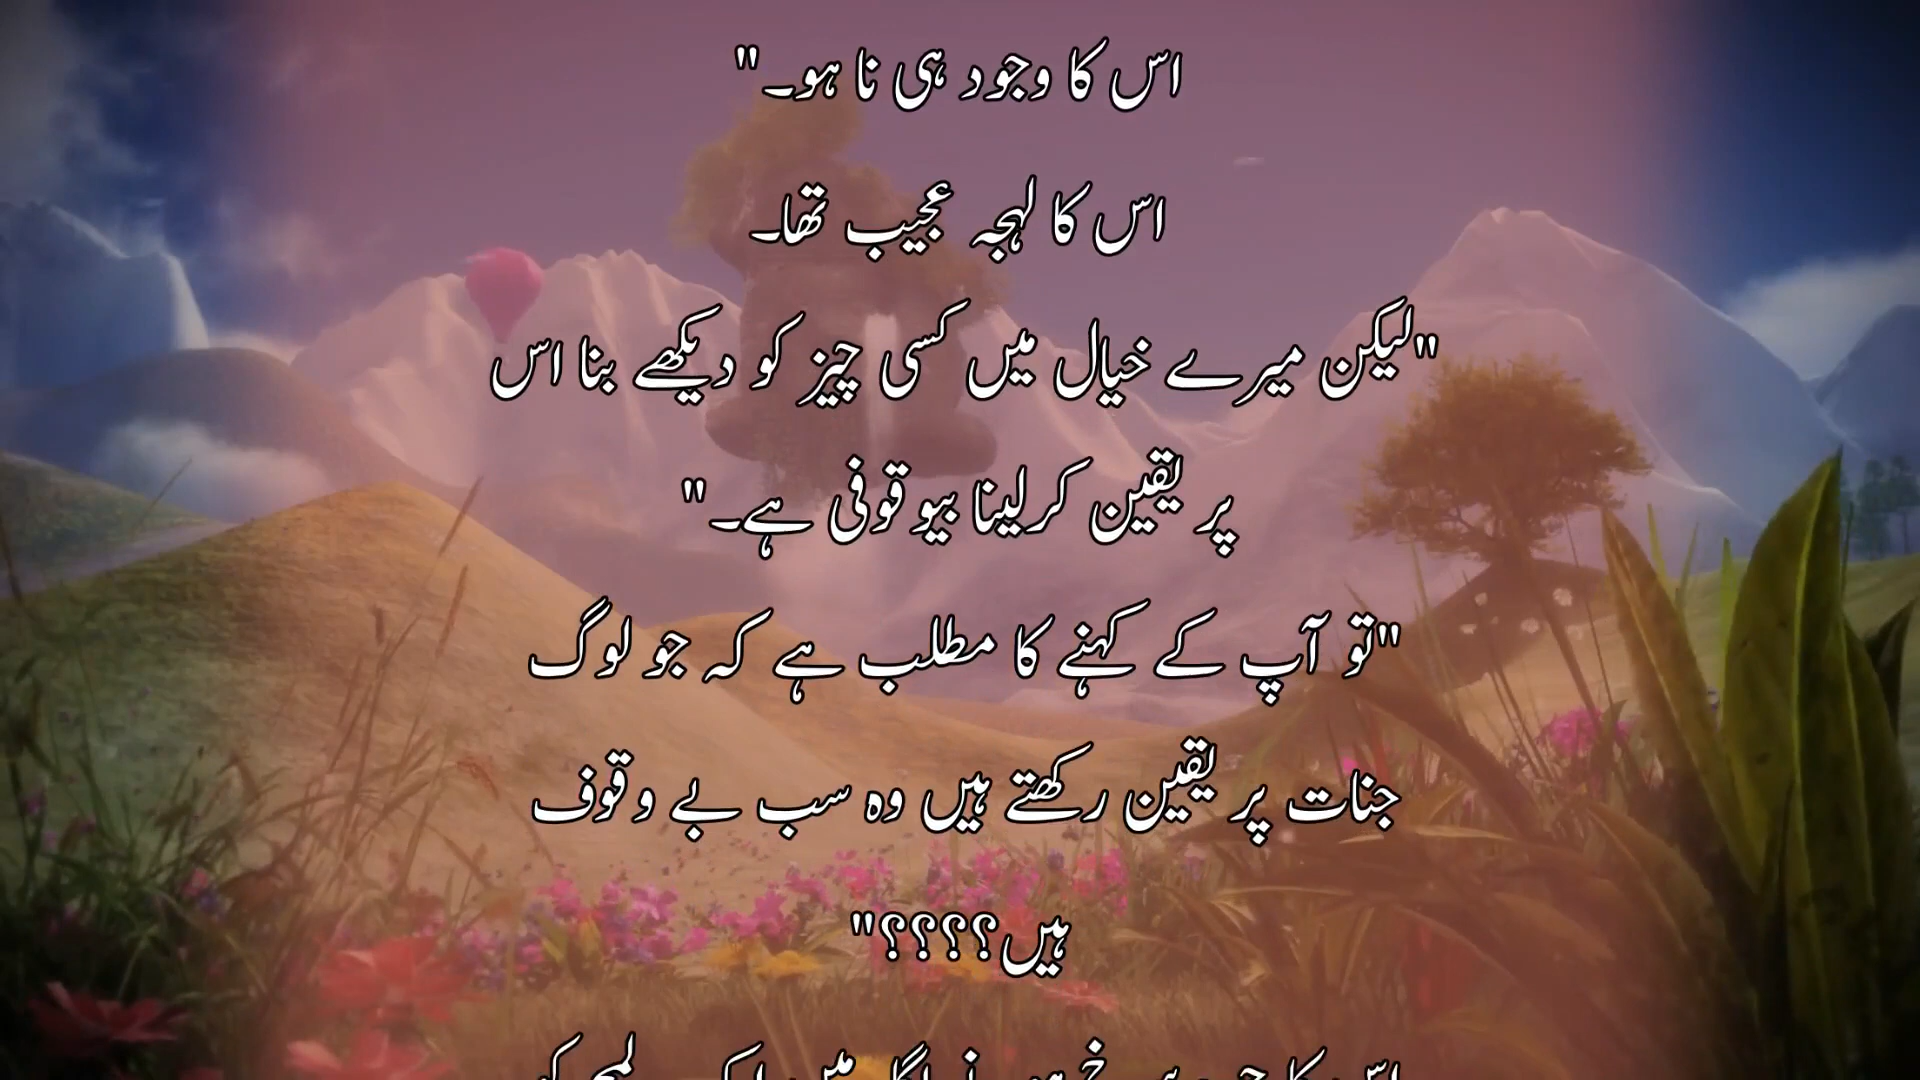 اس کا وجود ہی نا ہو۔"
اس کا لہجہ عجیب تھا۔
"لیکن میرے خیال میں کسی چیز کو دیکھے بنا اس
پر یقین کرلینا بیوقوفی ہے۔"
"تو آپ کے کہنے کا مطلب ہے کہ جو لوگ
جنات پر یقین رکھتے ہیں وہ سب بے وقوف
ہیں؟؟؟؟"